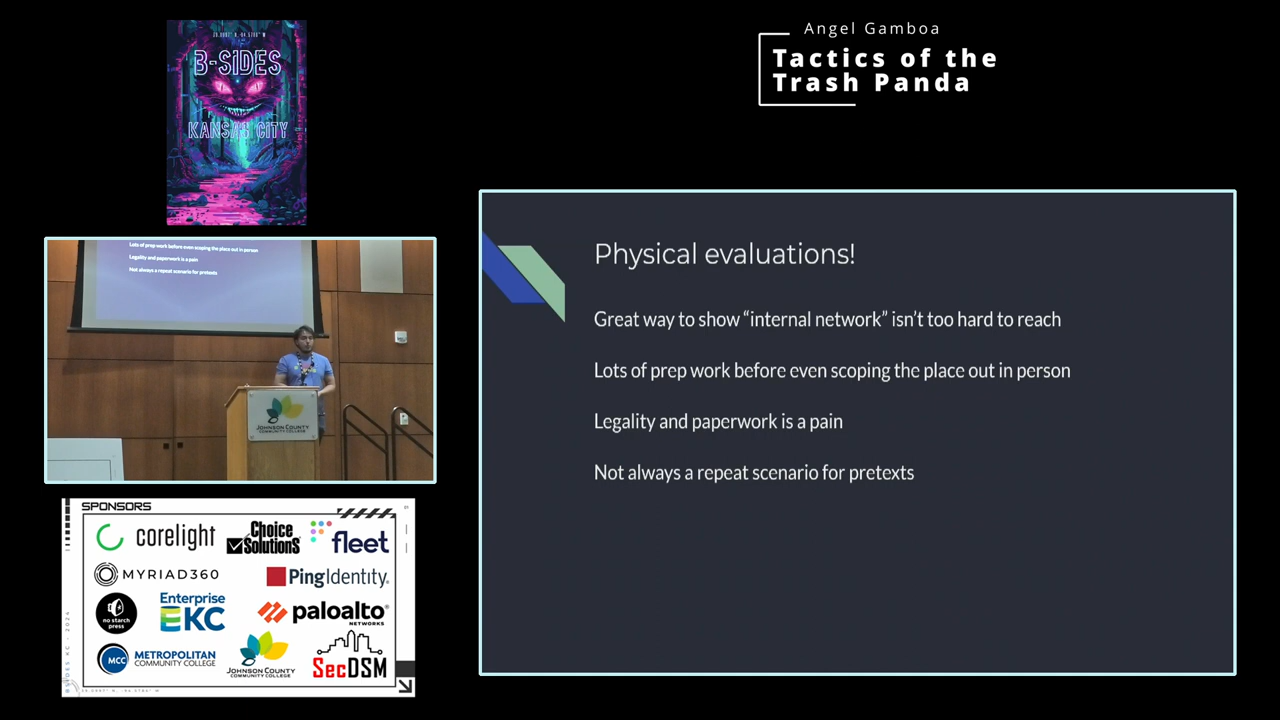 B-SIDES
KANSAS CITY
Angel Gamboa
Tactics of the
Trash Panda
Physical evaluations!
Great way to show “internal network” isn’t too hard to reach
Lots of prep work before even scoping the place out in person
Legality and paperwork is a pain
Not always a repeat scenario for pretexts
Lots of prep work before even scoping the place out in person
Legality and paperwork is a pain
Not always a repeat scenario for pretexts
JOHNSON COUNTY
COMMUNITY COLLEGE
SPONSORS
corelight
Choice
Solutions
fleet
MYRIAD360
PingIdentity
no starch
press
Enterprise
EKC
paloalto
NETWORKS
MCC
METROPOLITAN
COMMUNITY COLLEGE
JOHNSON COUNTY
COMMUNITY COLLEGE
SecDSM